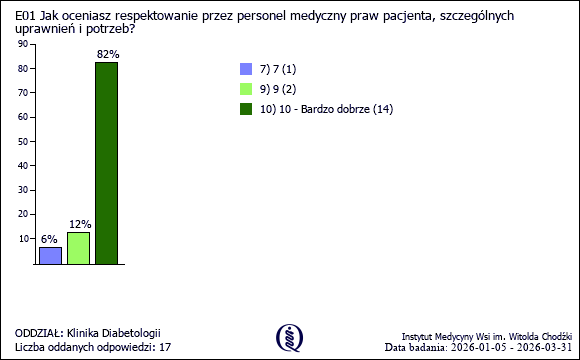 E01 Jak oceniasz respektowanie przez personel medyczny praw pacjenta, szczególnych
uprawnień i potrzeb?
90
80
70
60
50
40
30
20
10
6%
12%
82%
7) 7 (1)
9) 9 (2)
10) 10 - Bardzo dobrze (14)
ODDZIAŁ: Klinika Diabetologii
Liczba oddanych odpowiedzi: 17
Instytut Medycyny Wsi im. Witolda Chodźki
Data badania: 2026-01-05 - 2026-03-31